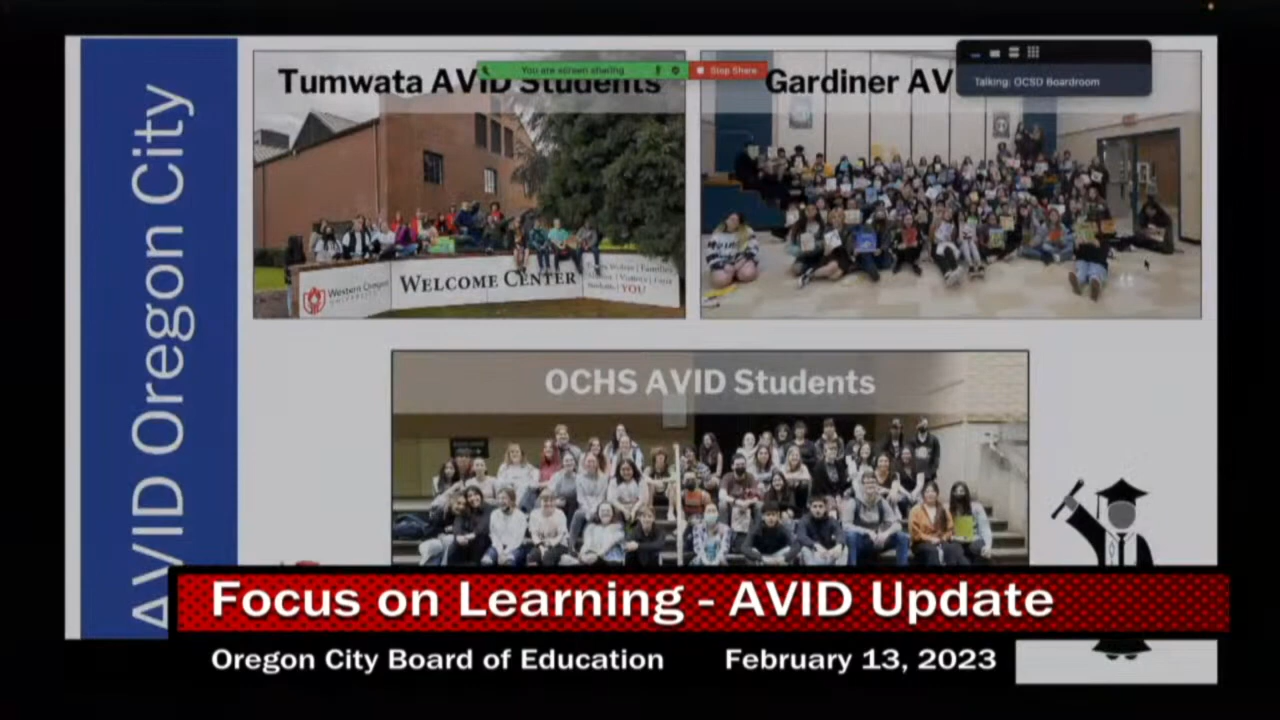 AVID Oregon City
Tumwata AVID Students
You are screen sharing
Stop Share
Gardiner AV
Talking: OCSD Boardroom
Western Oregon
UNIVERSITY
WELCOME CENTER
Families
YOU
OCHS AVID Students
Focus on Learning - AVID Update
Oregon City Board of Education February 13, 2023